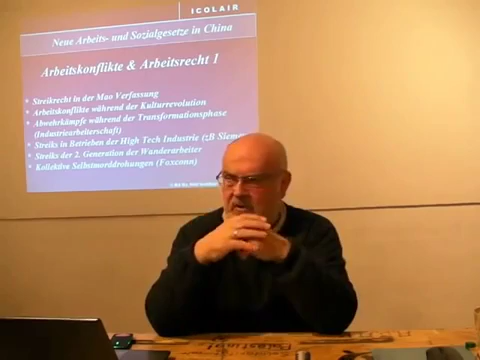 ICOLAIR
Neue Arbeits- und Sozialgesetze in China
Arbeitskonflikte & Arbeitsrecht 1
Streikrecht in der Mao Verfassung
Arbeitskonflikte während der Kulturrevolution
Abwehrkämpfe während der Transformationsphase
(Industriearbeiterschaft)
Streiks in Betrieben der High Tech Industrie (zB Sieme
Streiks der 2. Generation der Wanderarbeiter
Kollektive Selbstmorddrohungen (Foxconn)